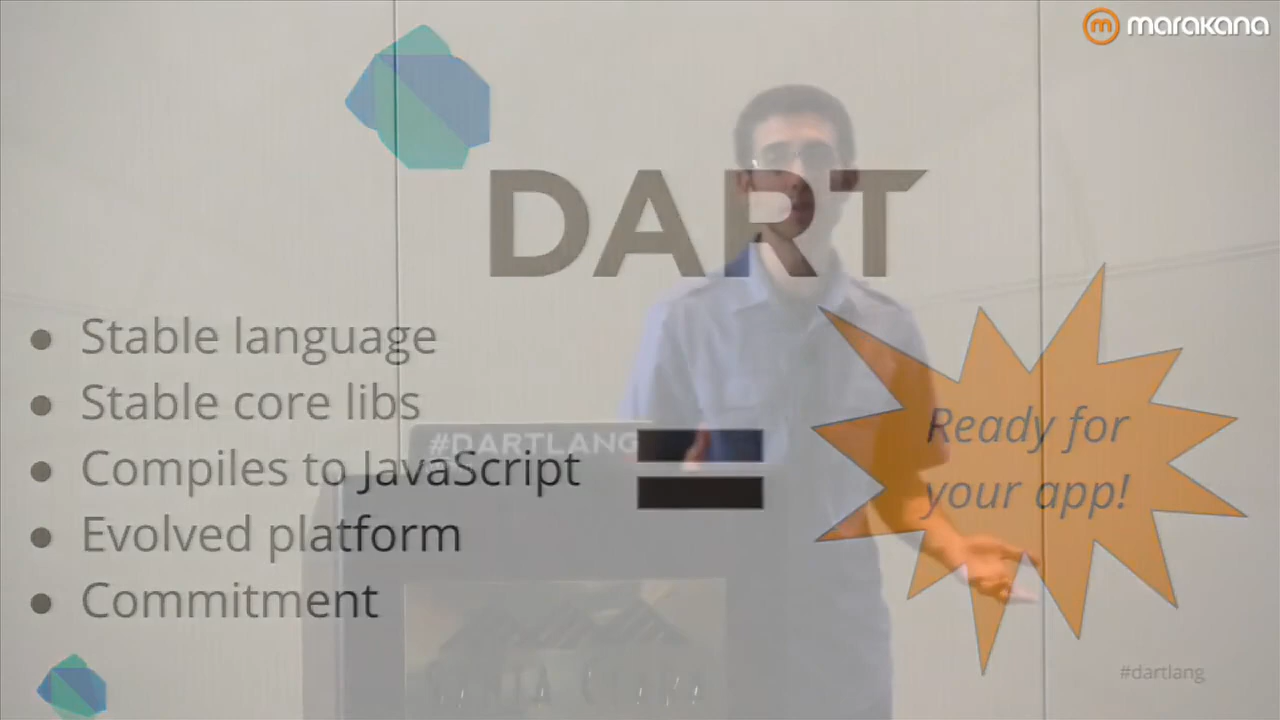 marakana
DART
Stable language
Stable core libs
#DARTLANG
Compiles to JavaScript
Evolved platform
Commitment
Ready for
your app!
#dartlang